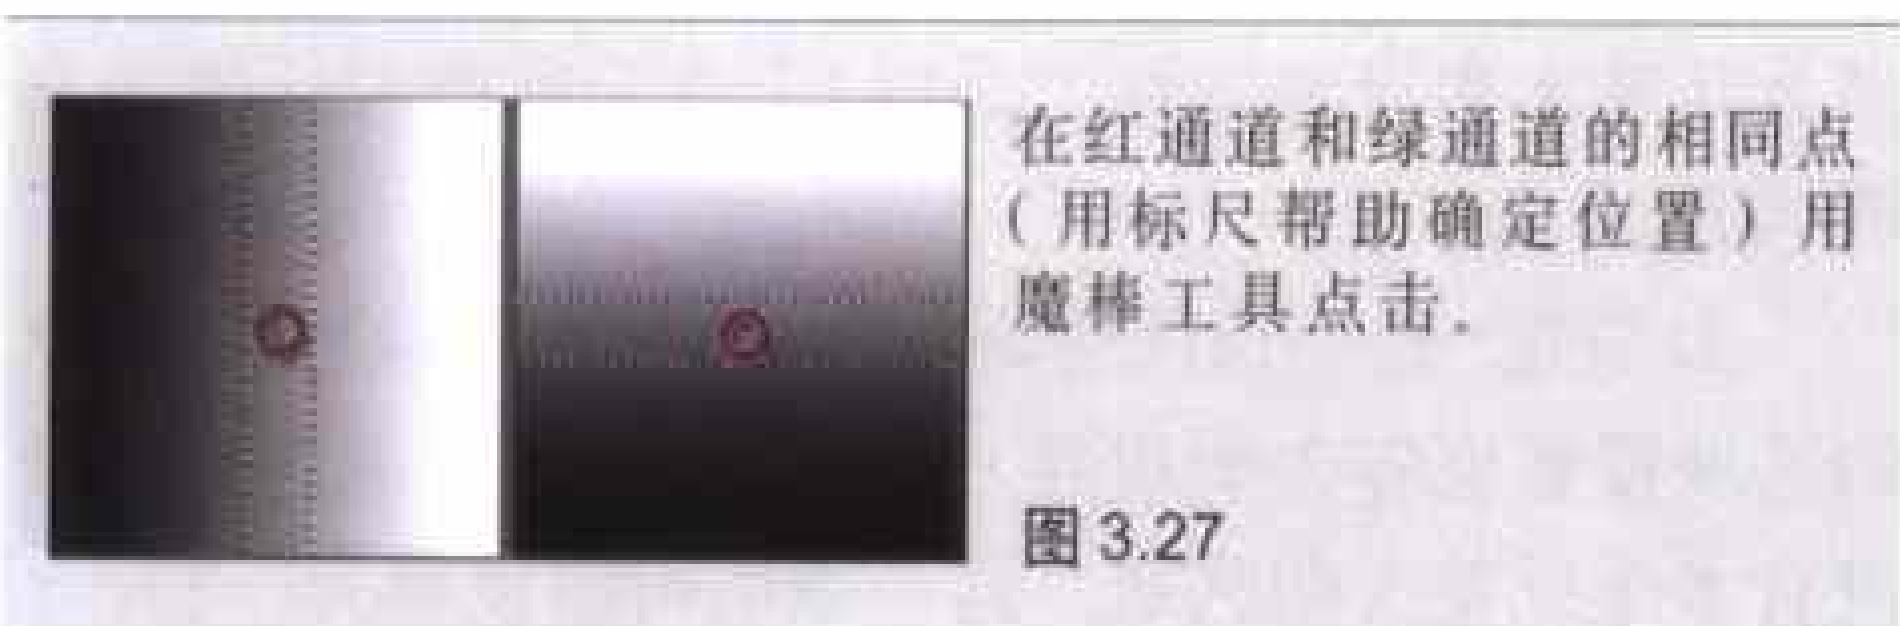 在红通道和绿通道的相同点
（用标尺帮助确定位置）用
魔棒工具点击。
图 3.27